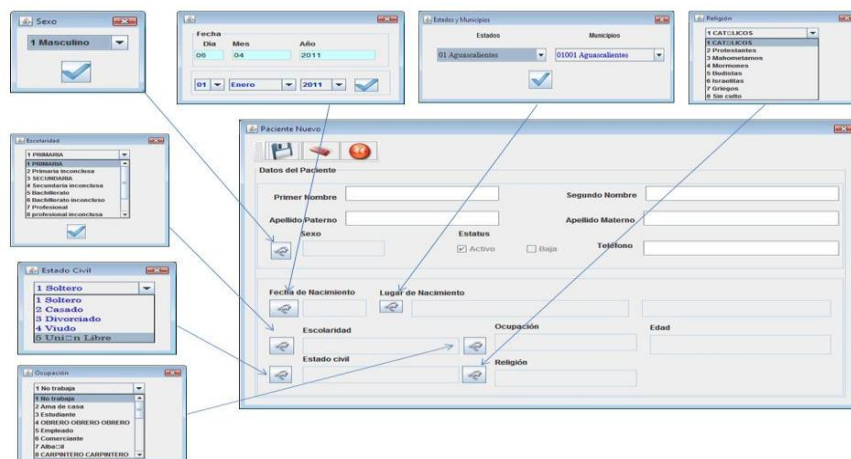 Sexo
1 Masculino
Fecha
Dia Mes Año
05 04 2011
01 Enero 2011
Estados y Municipios
Estados Municipios
01 Aguascalientes 01001 Aguascalientes
Religión
1 CAT□LICOS
1 CAT□LICOS
2 Protestantes
3 Mahometamos
4 Mormones
5 Budistas
6 Israelitas
7 Griegos
8 Sin culto
Escolaridad
1 PRIMARIA
1 PRIMARIA
2 Primaria inconclusa
3 SECUNDARIA
4 Secundaria inconclusa
5 Bachillerato
6 Bachillerato inconcluso
7 Profesional
8 profesional inconclusa
Estado Civil
1 Soltero
1 Soltero
2 Casado
3 Divorciado
4 Viudo
5 Uni□n Libre
Ocupación
1 No trabaja
1 No trabaja
2 Ama de casa
3 Estudiante
4 OBRERO OBRERO OBRERO
5 Empleado
6 Comerciante
7 Alba□il
8 CARPINTERO CARPINTERO
Paciente Nuevo
Datos del Paciente
Primer Nombre Segundo Nombre
Apellido Paterno Apellido Materno
Sexo Estatus
Activo Baja Teléfono
Fecha de Nacimiento Lugar de Nacimiento
Escolaridad Ocupación Edad
Estado civil Religión